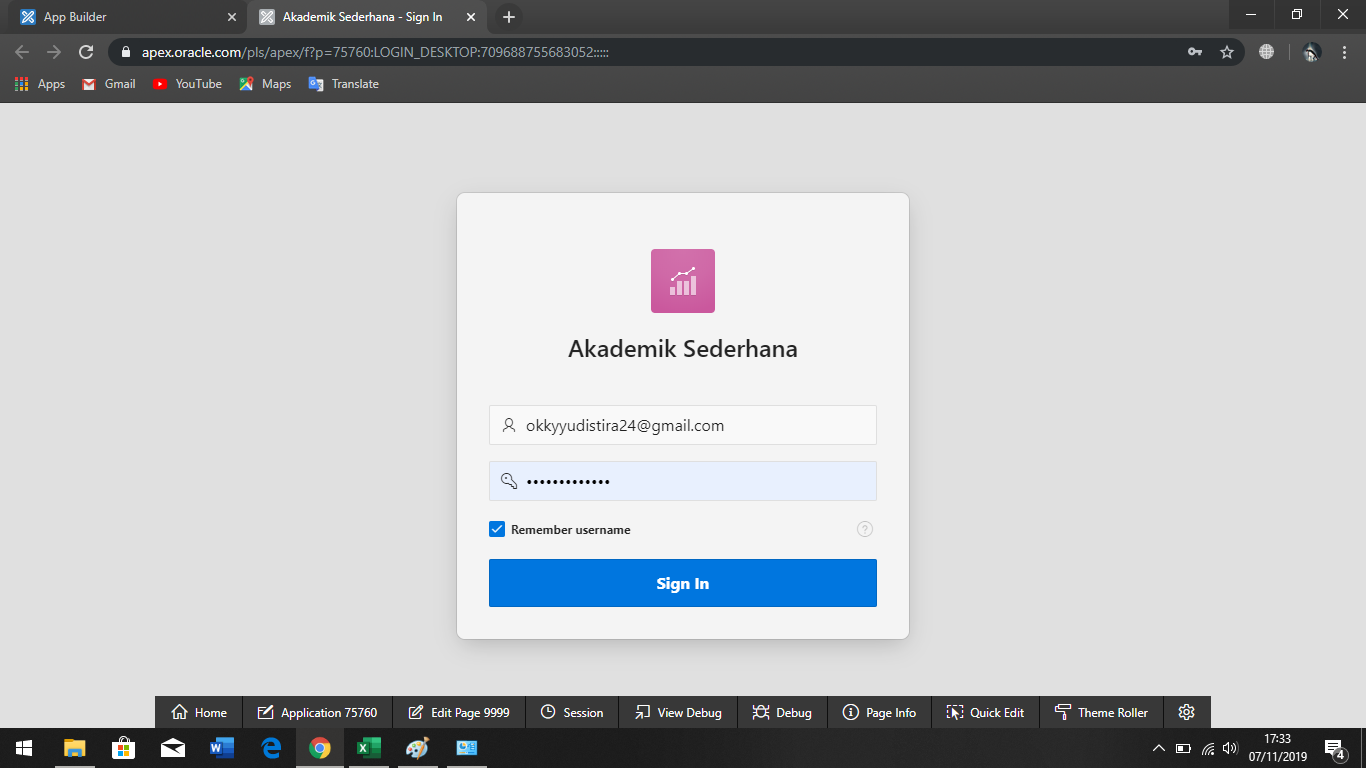 App Builder
Akademik Sederhana - Sign In
apex.oracle.com/pls/apex/f?p=75760:LOGIN_DESKTOP:709688755683052:::::
Apps Gmail YouTube Maps Translate
Akademik Sederhana
okkyyudistira24@gmail.com
•••••••••••••
Remember username
?
Sign In
Home Application 75760 Edit Page 9999 Session View Debug Debug Page Info Quick Edit Theme Roller
17:33
07/11/2019
4